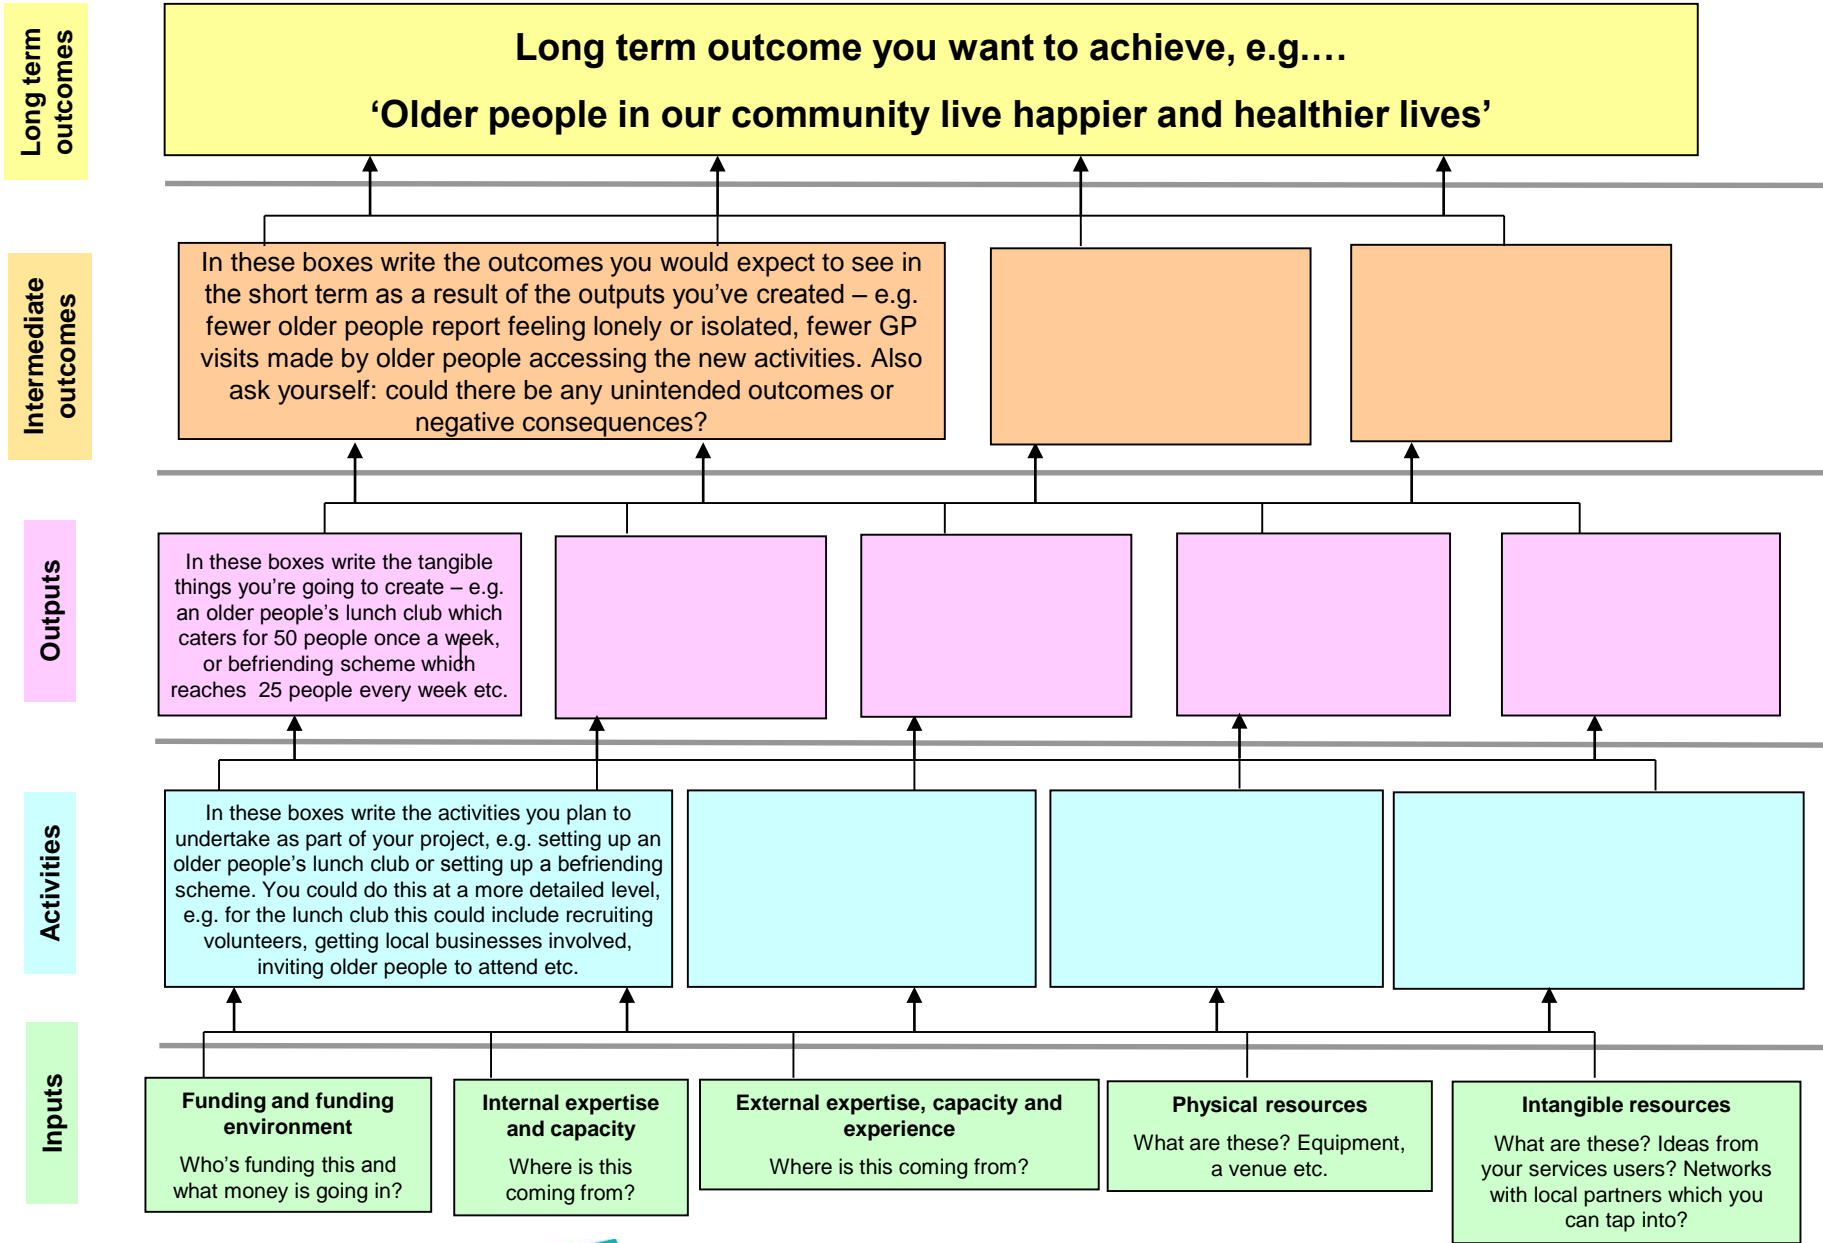 Long term
outcomes
Long term outcome you want to achieve, e.g.…
‘Older people in our community live happier and healthier lives’
Intermediate
outcomes
In these boxes write the outcomes you would expect to see in
the short term as a result of the outputs you’ve created – e.g.
fewer older people report feeling lonely or isolated, fewer GP
visits made by older people accessing the new activities. Also
ask yourself: could there be any unintended outcomes or
negative consequences?
Outputs
In these boxes write the tangible
things you’re going to create – e.g.
an older people’s lunch club which
caters for 50 people once a week,
or befriending scheme which
reaches 25 people every week etc.
Activities
In these boxes write the activities you plan to
undertake as part of your project, e.g. setting up an
older people’s lunch club or setting up a befriending
scheme. You could do this at a more detailed level,
e.g. for the lunch club this could include recruiting
volunteers, getting local businesses involved,
inviting older people to attend etc.
Inputs
Funding and funding
environment
Who’s funding this and
what money is going in?
Internal expertise
and capacity
Where is this
coming from?
External expertise, capacity and
experience
Where is this coming from?
Physical resources
What are these? Equipment,
a venue etc.
Intangible resources
What are these? Ideas from
your services users? Networks
with local partners which you
can tap into?